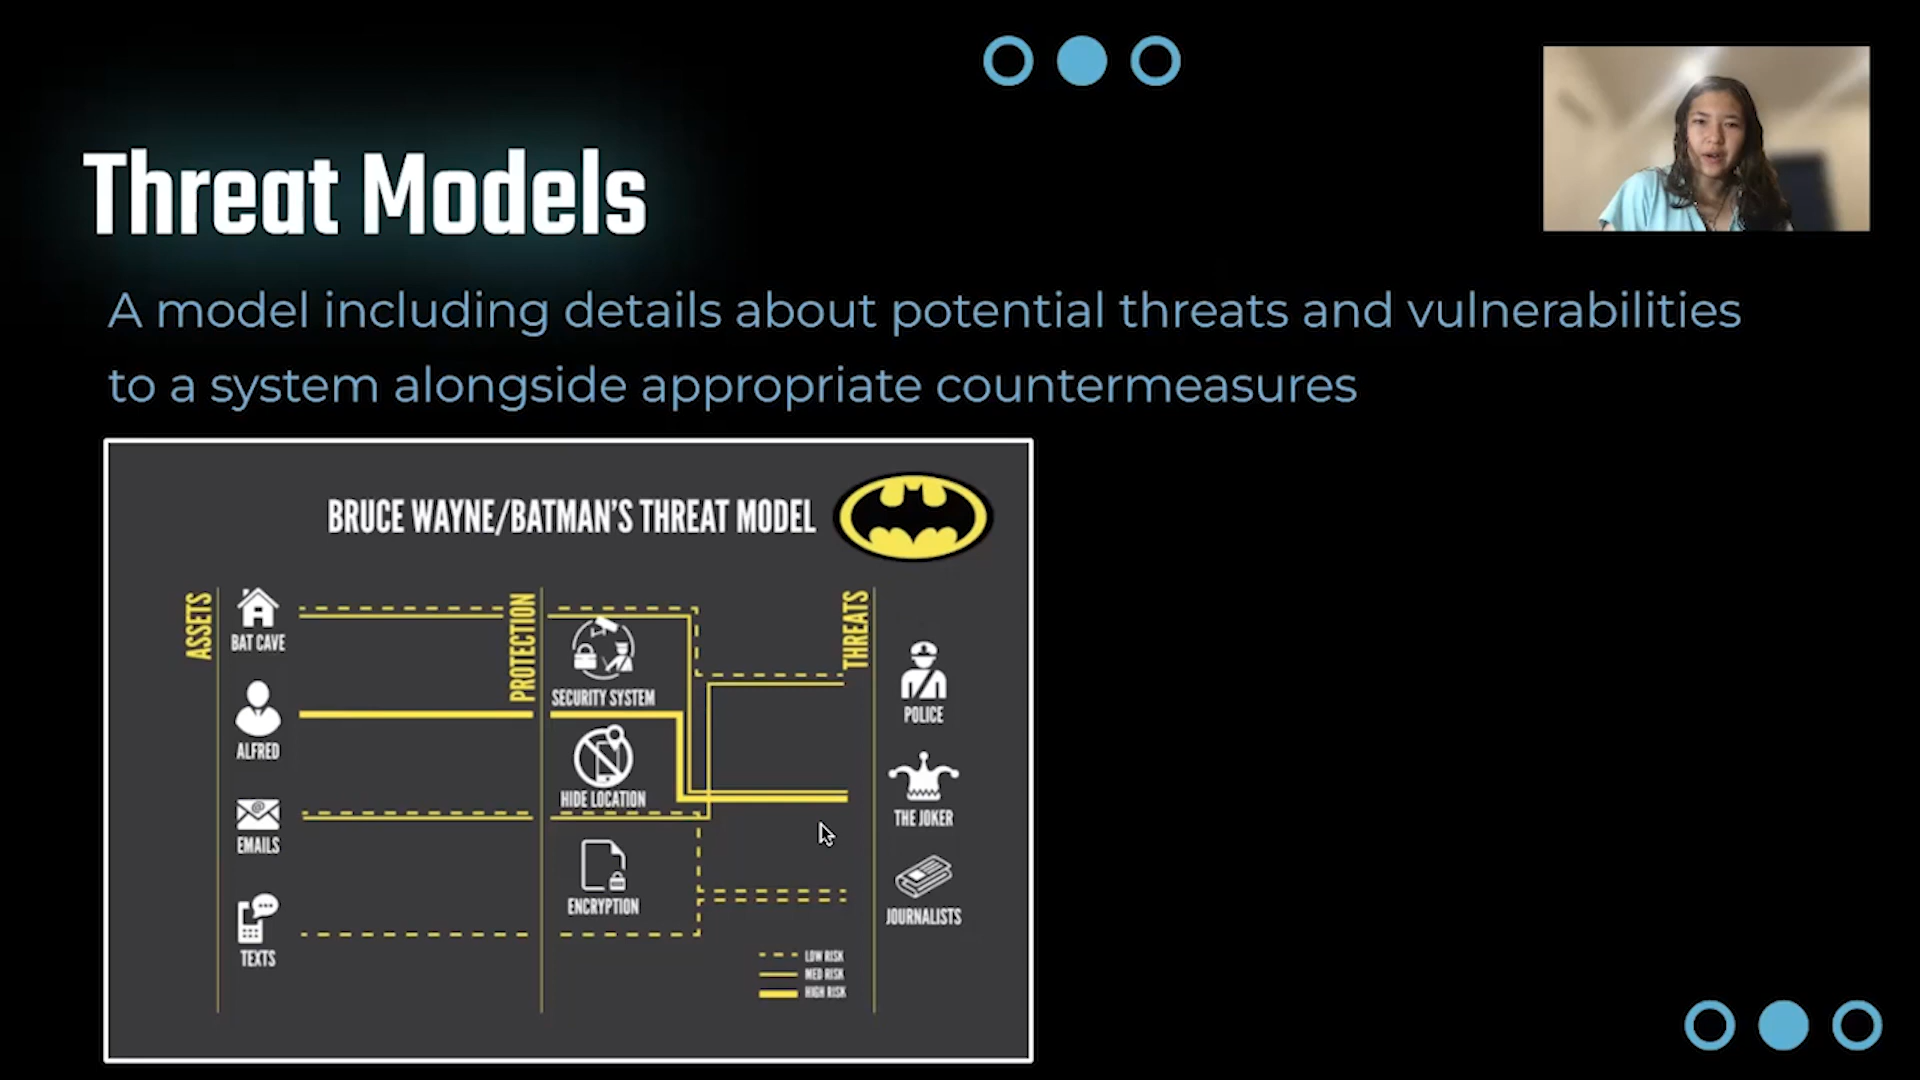 Threat Models
A model including details about potential threats and vulnerabilities
to a system alongside appropriate countermeasures
BRUCE WAYNE/BATMAN'S THREAT MODEL
ASSETS
BAT CAVE
ALFRED
EMAILS
TEXTS
PROTECTION
SECURITY SYSTEM
HIDE LOCATION
ENCRYPTION
THREATS
POLICE
THE JOKER
JOURNALISTS
LOW RISK
MED RISK
HIGH RISK